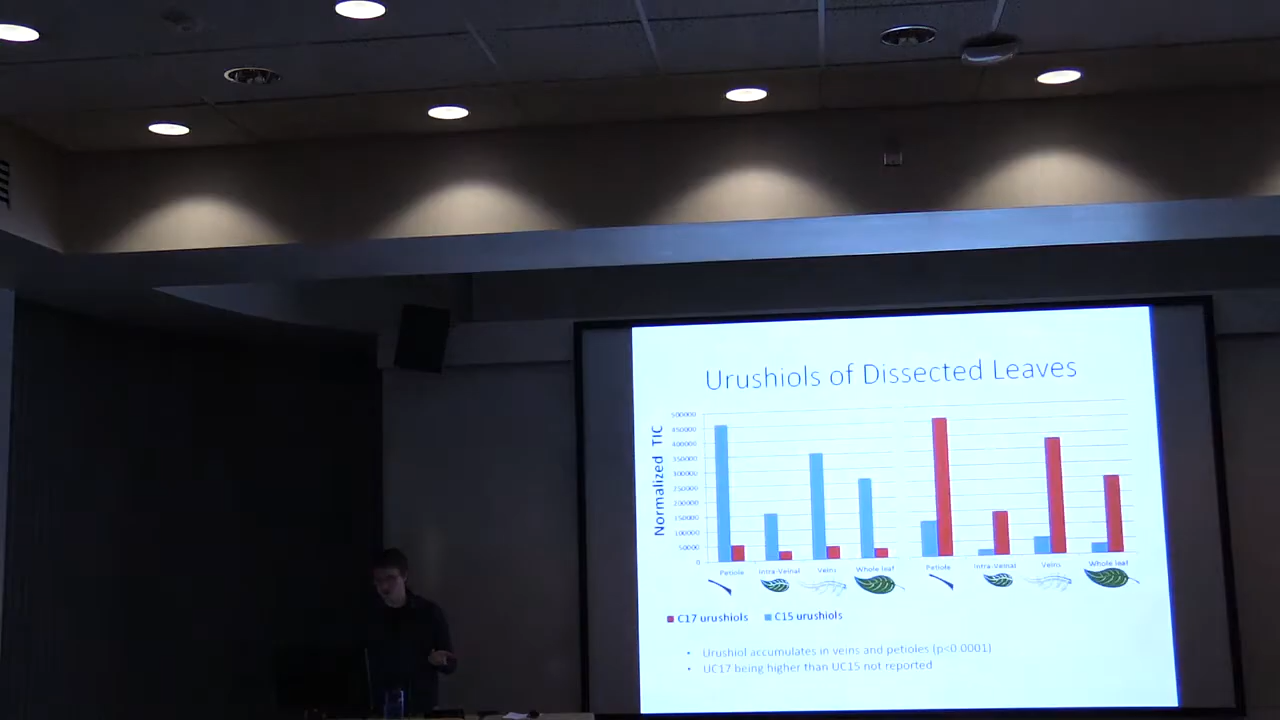 Urushiols of Dissected Leaves
Normalized TIC
500000
450000
400000
350000
300000
250000
200000
150000
100000
50000
0
Petiole Intra-Veinal Veins Whole leaf Petiole Intra-Veinal Veins Whole leaf
C17 urushiols C15 urushiols
• Urushiol accumulates in veins and petioles (p<0.0001)
• UC17 being higher than UC15 not reported